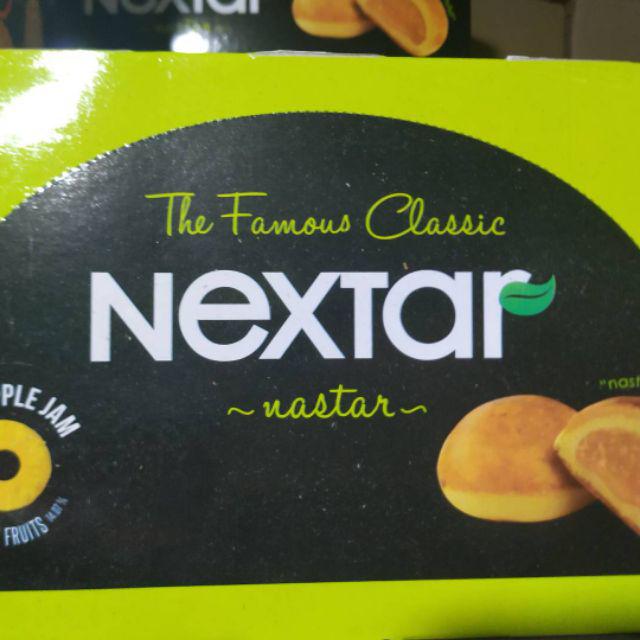 Nextar
The Famous Classic
Nextar
~nastar~
PLE JAM
FRUITS